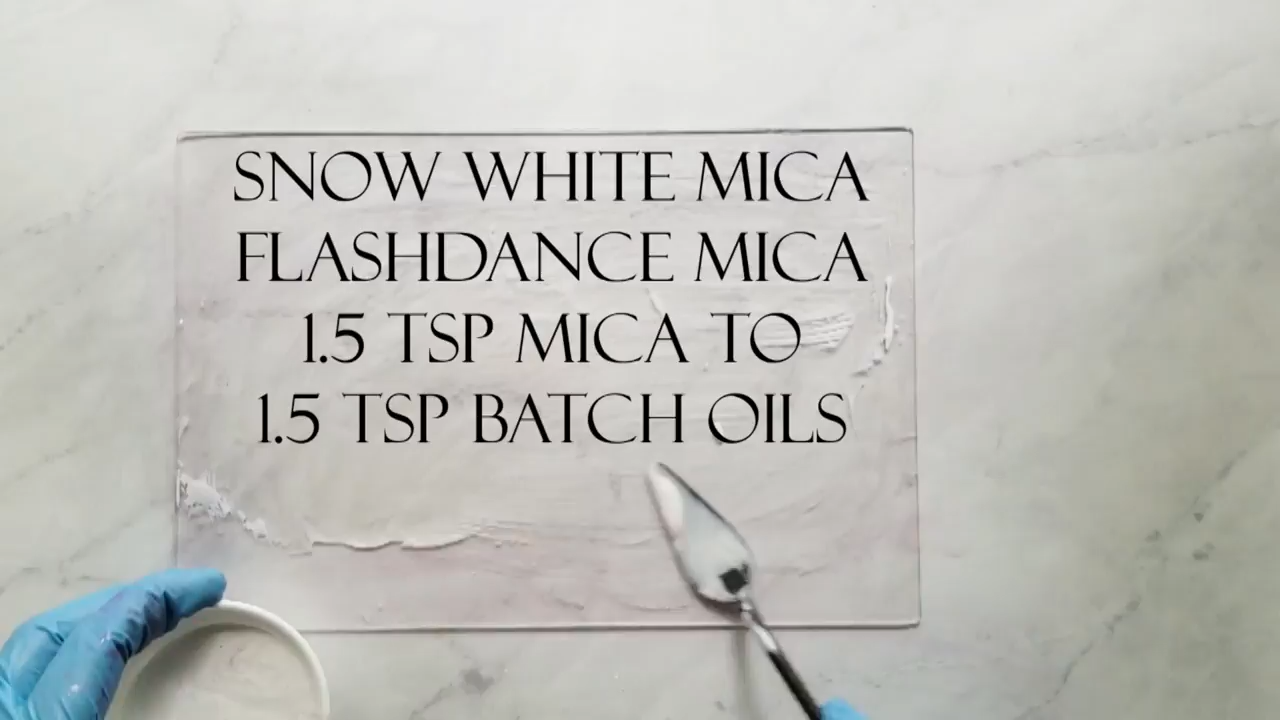 SNOW WHITE MICA
FLASHDANCE MICA
1.5 TSP MICA TO
1.5 TSP BATCH OILS